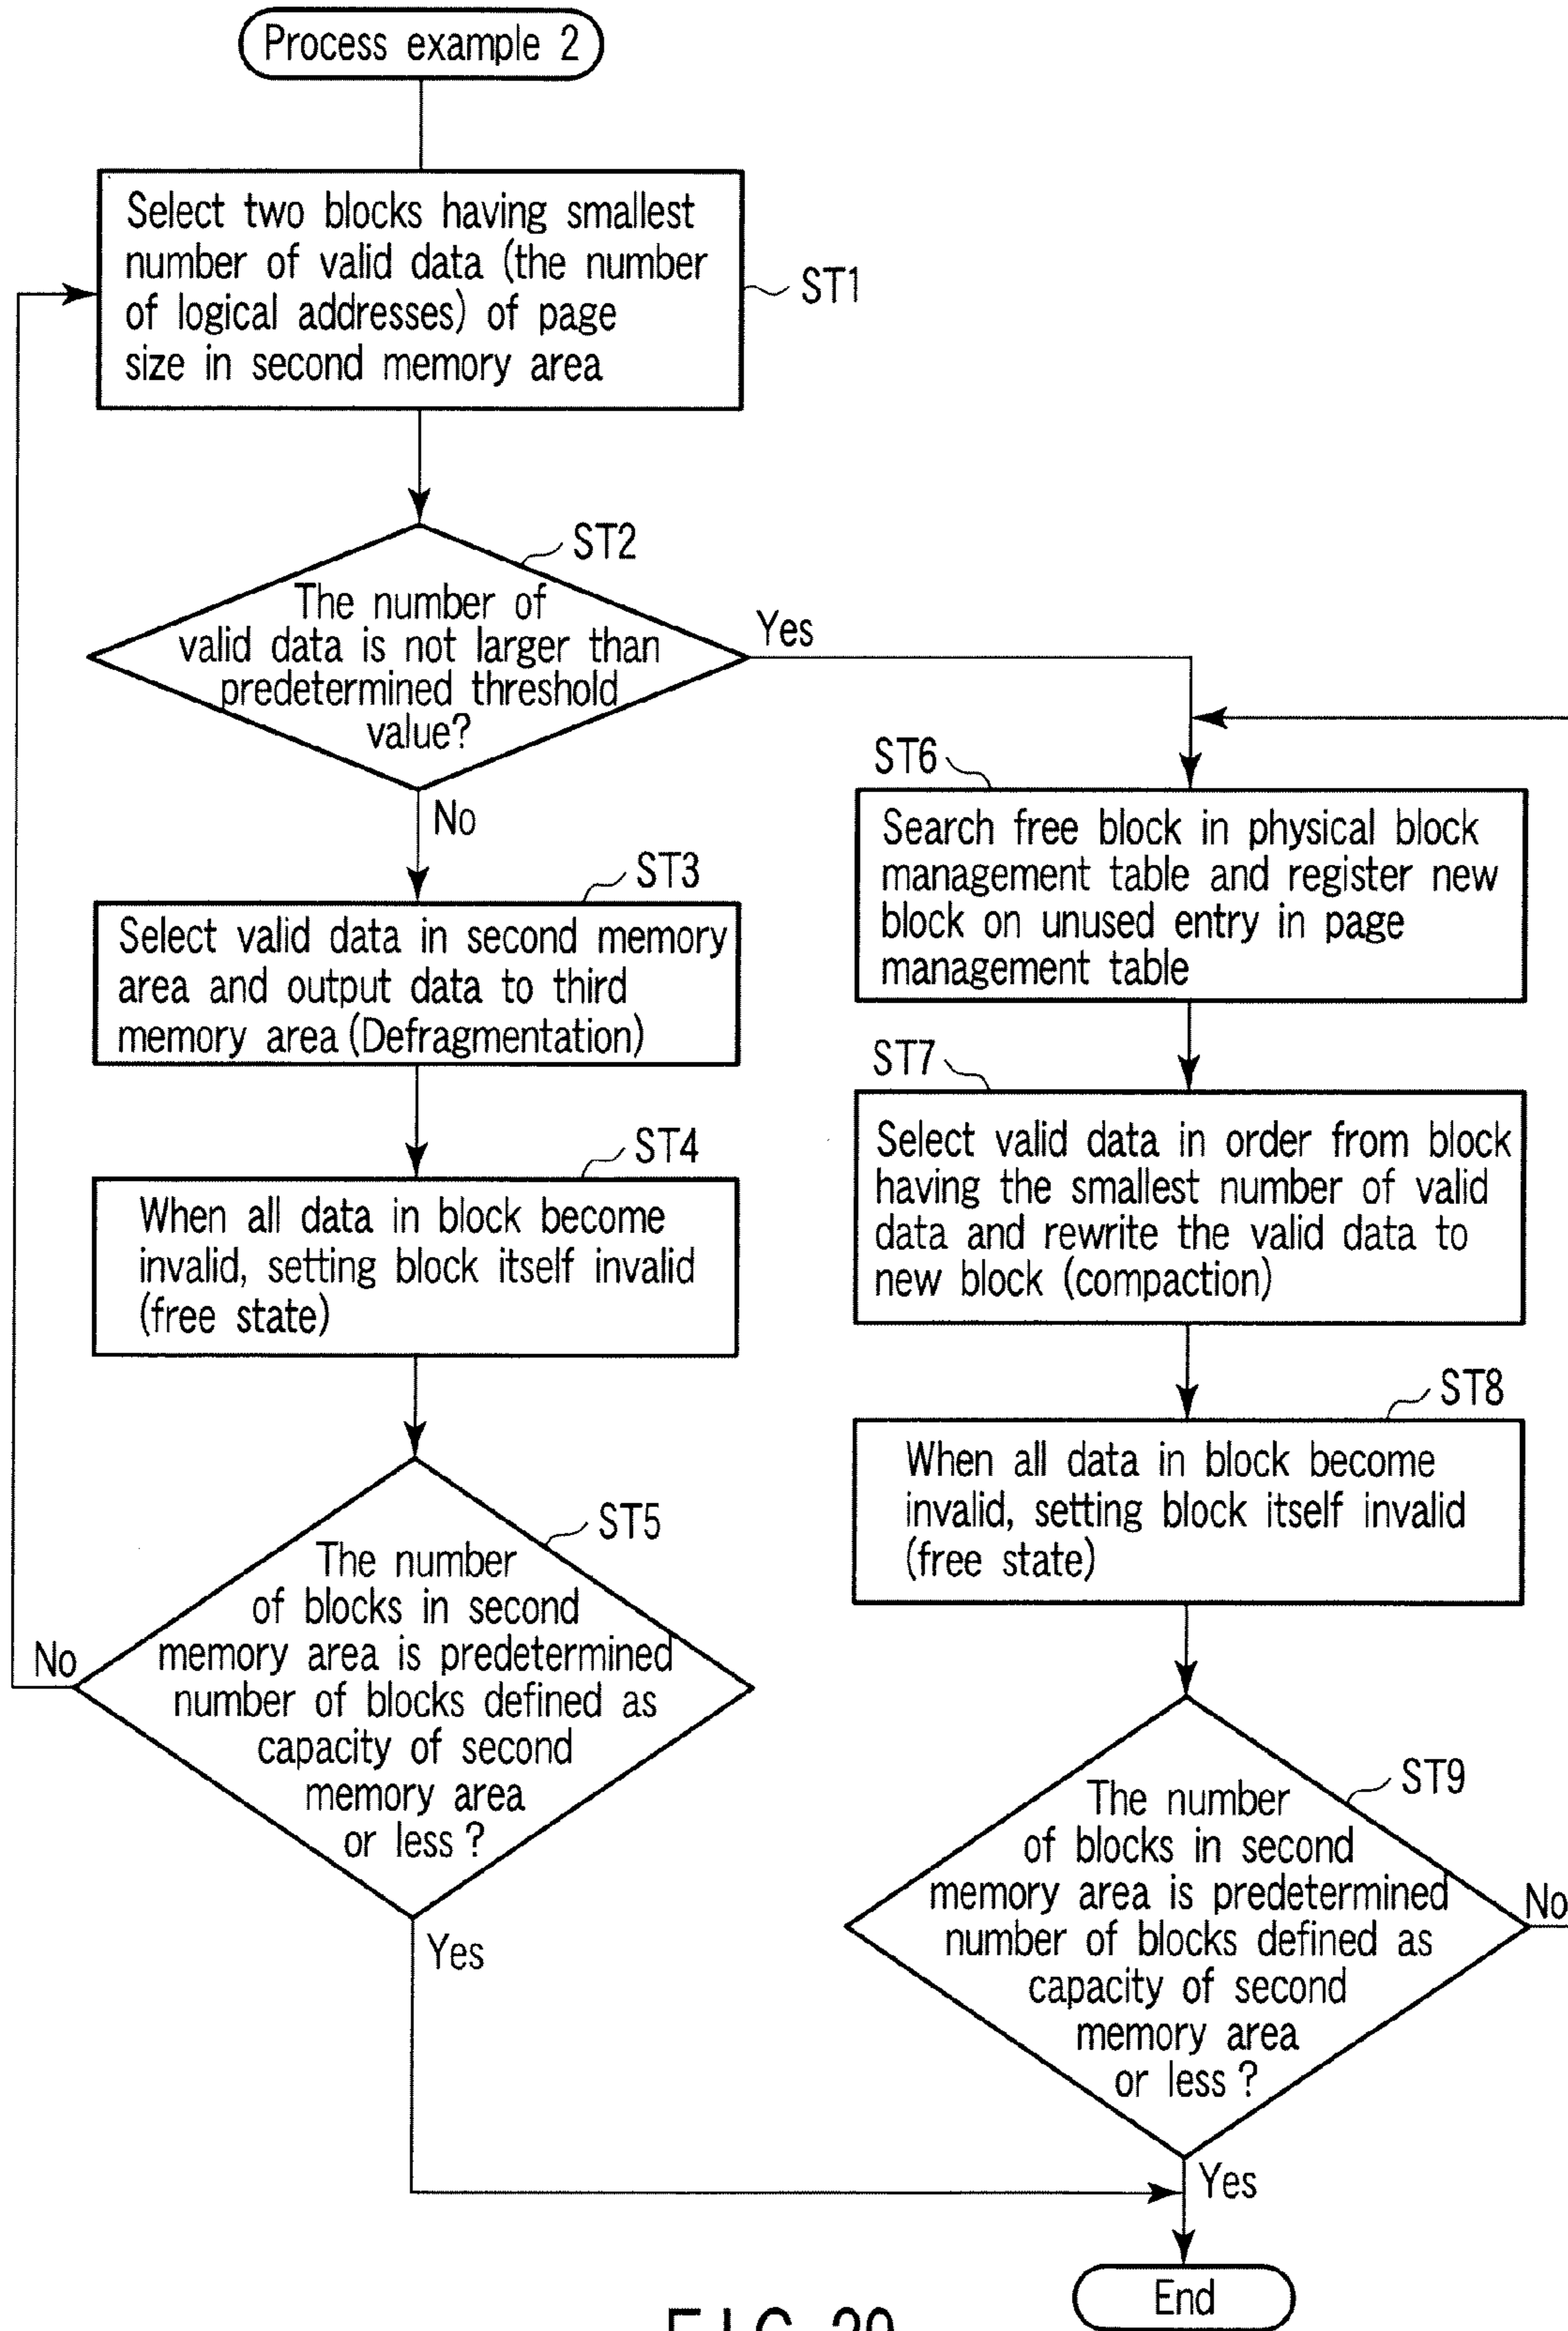 Process example 2
Select two blocks having smallest
number of valid data (the number
of logical addresses) of page
size in second memory area
ST1
ST2
The number of
valid data is not larger than
predetermined threshold
value?
Yes
No
ST3
Select valid data in second memory
area and output data to third
memory area (Defragmentation)
ST4
When all data in block become
invalid, setting block itself invalid
(free state)
ST5
The number
of blocks in second
memory area is predetermined
number of blocks defined as
capacity of second
memory area
or less?
No
Yes
ST6
Search free block in physical block
management table and register new
block on unused entry in page
management table
ST7
Select valid data in order from block
having the smallest number of valid
data and rewrite the valid data to
new block (compaction)
ST8
When all data in block become
invalid, setting block itself invalid
(free state)
ST9
The number
of blocks in second
memory area is predetermined
number of blocks defined as
capacity of second
memory area
or less?
No
Yes
End